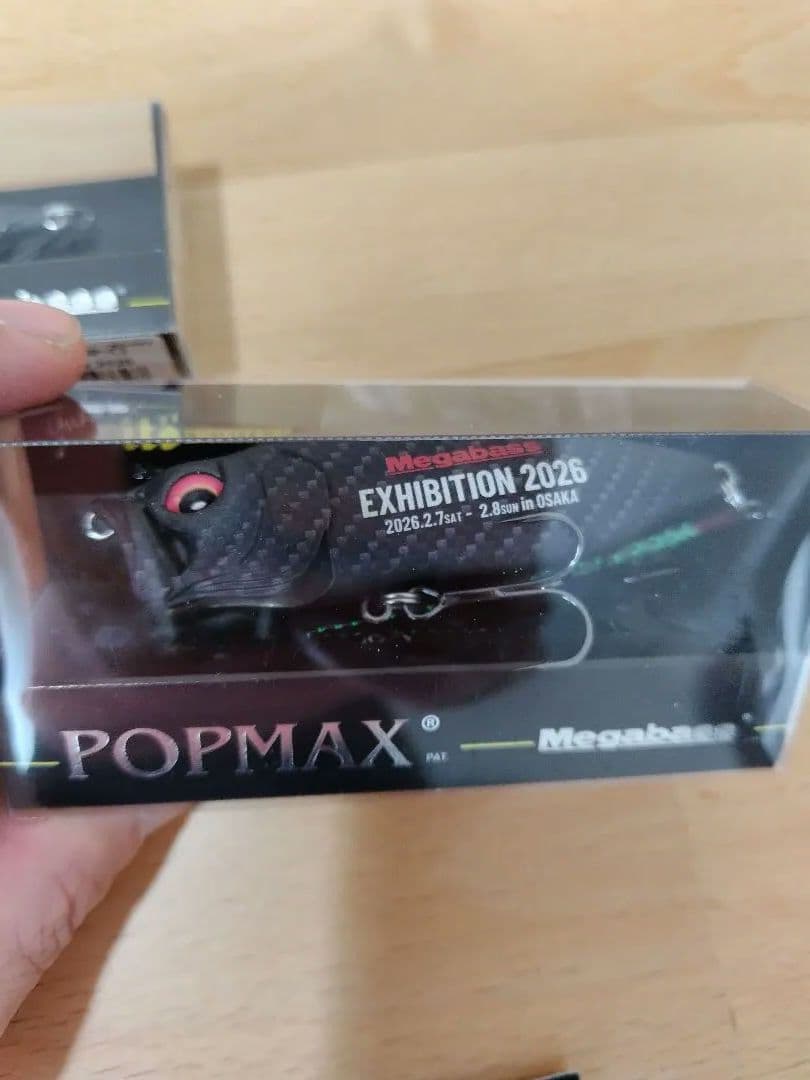 Megabass
EXHIBITION 2026
2026.2.7SAT - 2.8SUN in OSAKA
POPMAX®
PAT.
Megabass